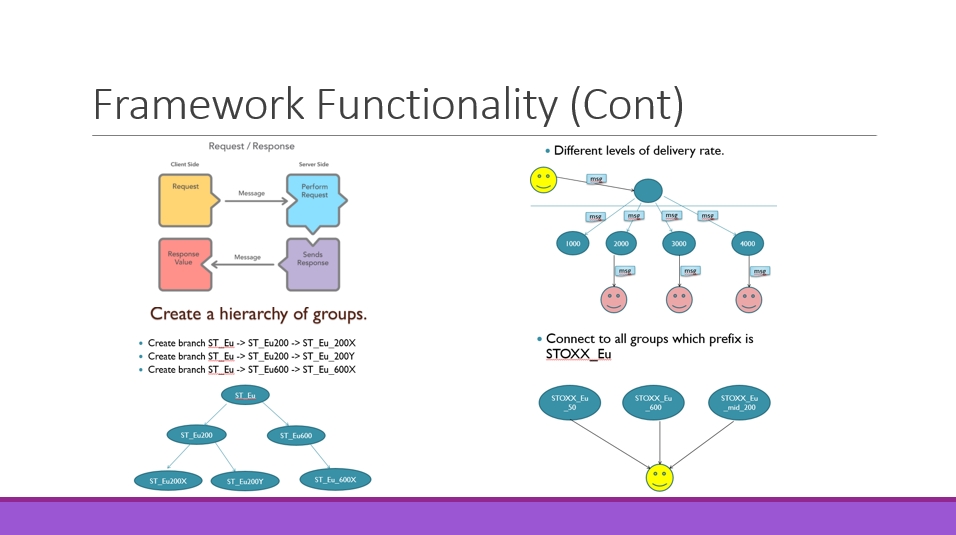 Framework Functionality (Cont)
Request / Response
Client Side
Server Side
Request
Message
Perform
Request
Response
Value
Message
Sends
Response
Create a hierarchy of groups.
• Create branch ST_Eu -> ST_Eu200 -> ST_Eu_200X
• Create branch ST_Eu -> ST_Eu200 -> ST_Eu_200Y
• Create branch ST_Eu -> ST_Eu600 -> ST_Eu_600X
ST_Eu
ST_Eu200
ST_Eu600
ST_Eu200X
ST_Eu200Y
ST_Eu_600X
• Different levels of delivery rate.
msg
msg
msg
msg
msg
1000
2000
3000
4000
msg
msg
msg
• Connect to all groups which prefix is
STOXX_Eu
STOXX_Eu
_50
STOXX_Eu
_600
STOXX_Eu
_mid_200